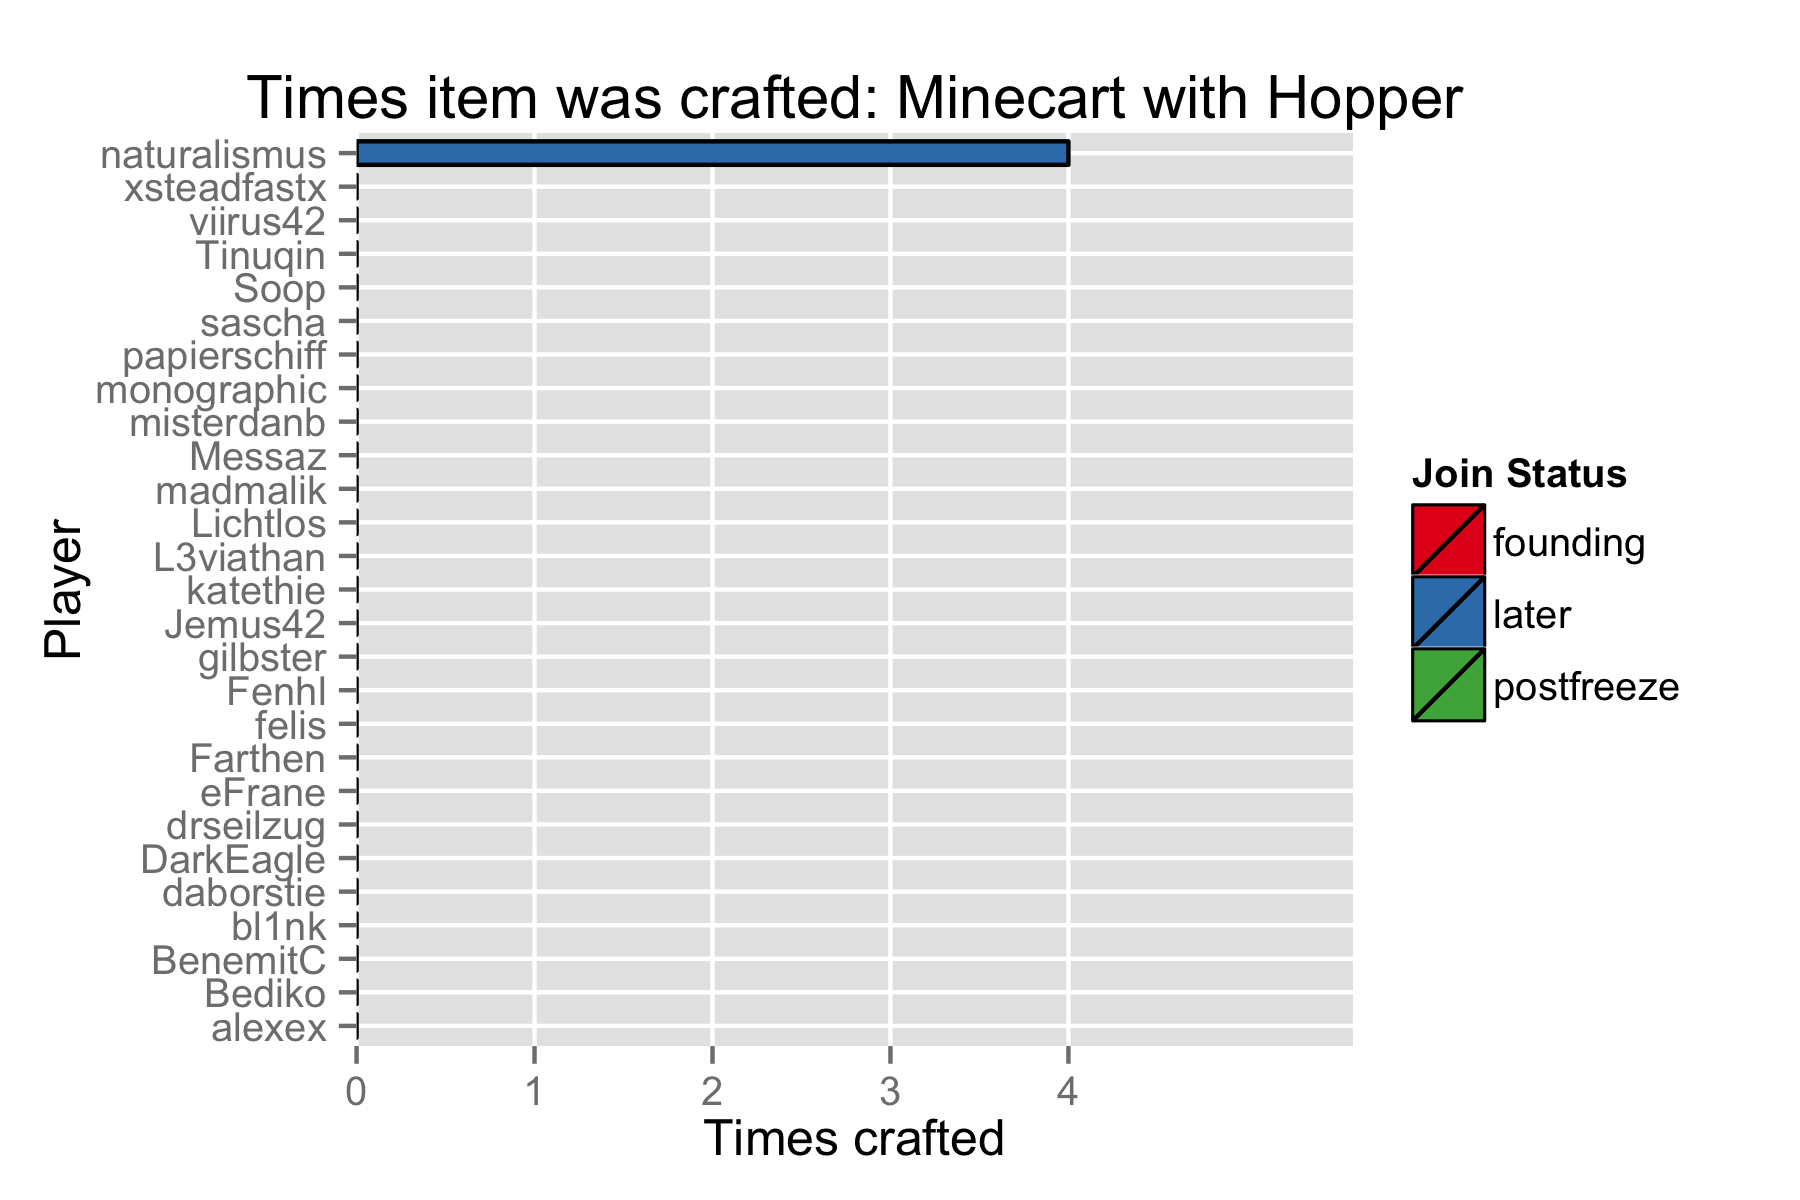 Times item was crafted: Minecart with Hopper
Player
naturalismus
xsteadfastx
viirus42
Tinuqin
Soop
sascha
papierschiff
monographic
misterdanb
Messaz
madmalik
Lichtlos
L3viathan
katethie
Jemus42
gilbster
Fenhl
felis
Farthen
eFrane
drseilzug
DarkEagle
daborstie
bl1nk
BenemitC
Bediko
alexex
0 1 2 3 4
Times crafted
Join Status
founding
later
postfreeze